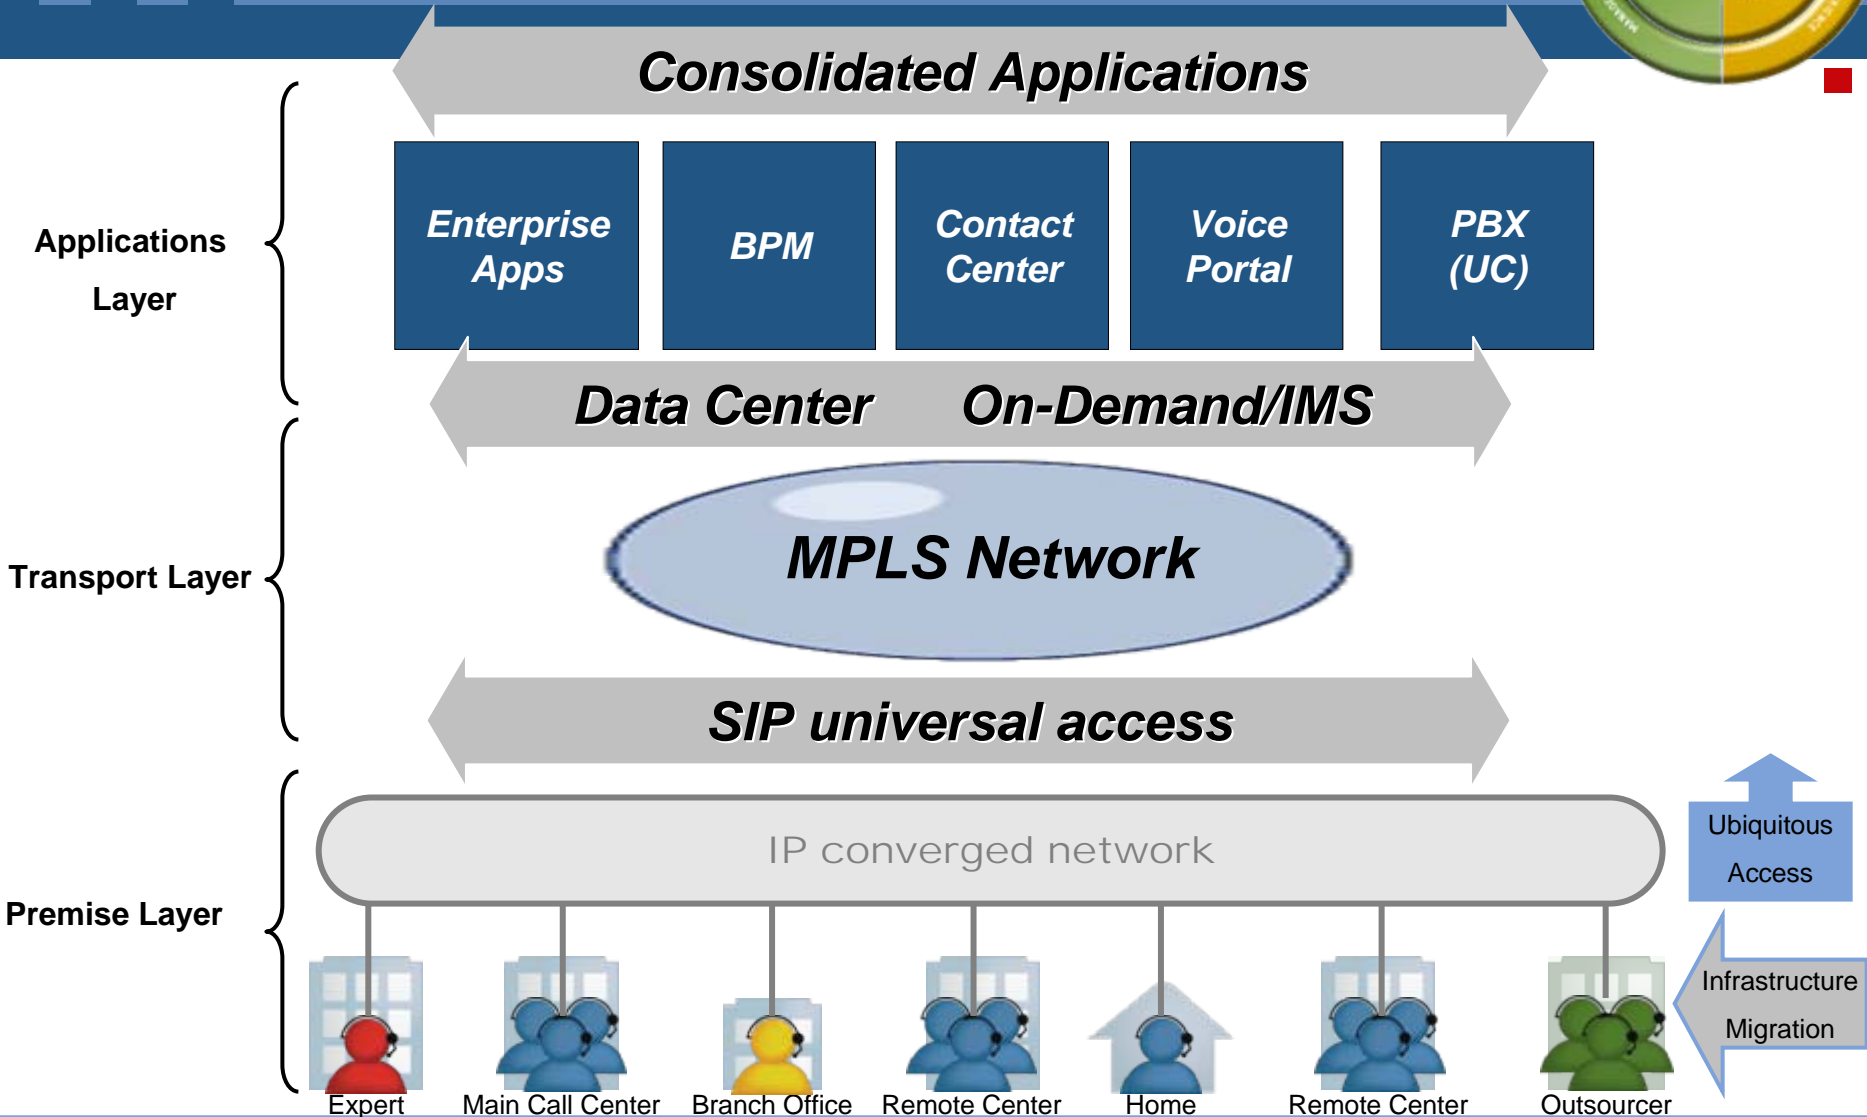 Consolidated Applications
Applications
Layer
Enterprise
Apps
BPM
Contact
Center
Voice
Portal
PBX
(UC)
Data Center On-Demand/IMS
Transport Layer
MPLS Network
SIP universal access
Premise Layer
IP converged network
Ubiquitous
Access
Infrastructure
Migration
Expert
Main Call Center
Branch Office
Remote Center
Home
Remote Center
Outsourcer